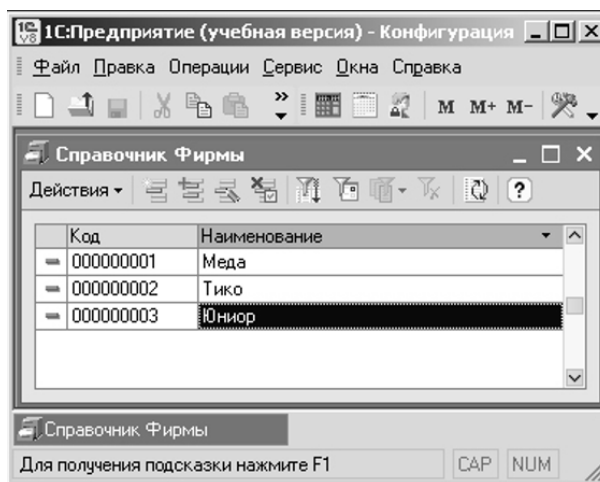 1С:Предприятие (учебная версия) - Конфигурация
Файл Правка Операции Сервис Окна Справка
M M+ M-
Справочник Фирмы
Действия
Код Наименование
000000001 Меда
000000002 Тико
000000003 Юниор
Справочник Фирмы
Для получения подсказки нажмите F1 CAP NUM